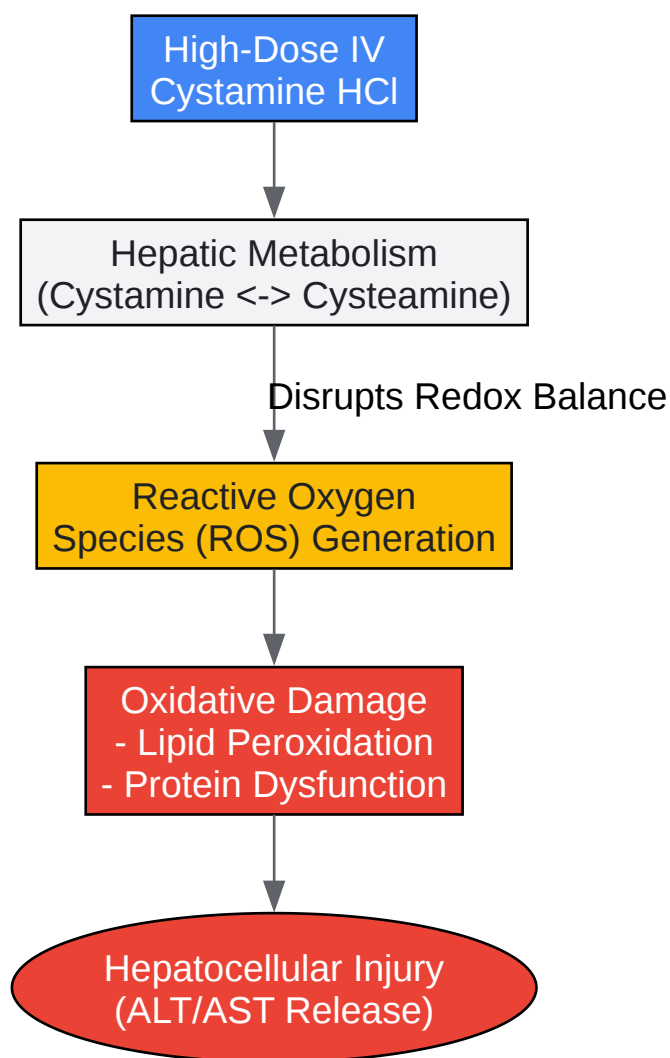 High-Dose IV
Cystamine HCl
Hepatic Metabolism
(Cystamine <-> Cysteamine)
Disrupts Redox Balance
Reactive Oxygen
Species (ROS) Generation
Oxidative Damage
- Lipid Peroxidation
- Protein Dysfunction
Hepatocellular Injury
(ALT/AST Release)